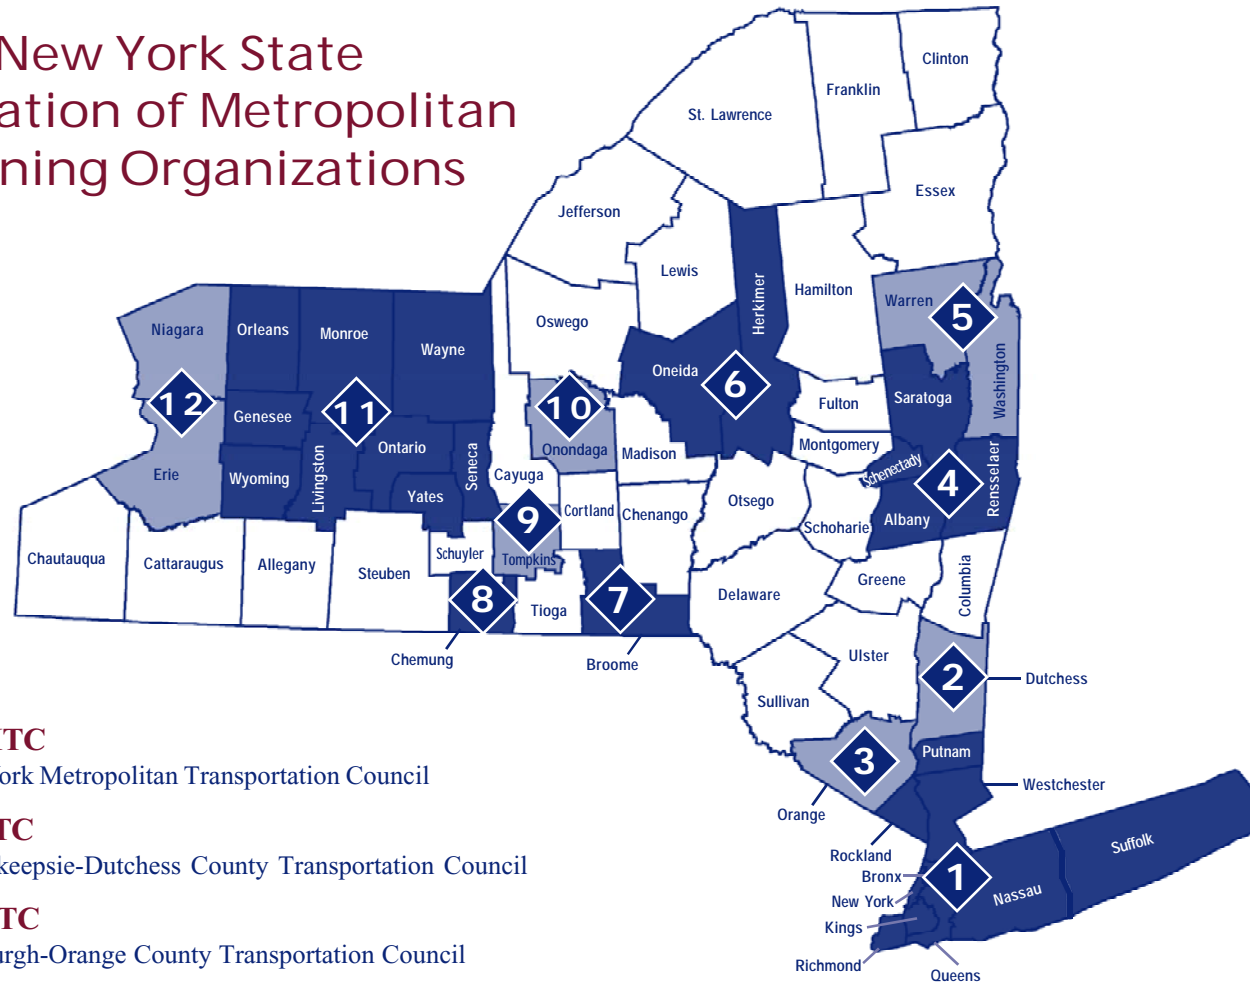 New York State
ation of Metropolitan
ning Organizations
Clinton
Franklin
St. Lawrence
Essex
Jefferson
Lewis
Herkimer
Hamilton
Warren
5
Washington
Oswego
Niagara
Orleans
Monroe
Wayne
Oneida
6
Saratoga
Fulton
12
Genesee
11
10
Onondaga
Madison
Montgomery
Schenectady
4
Rensselaer
Albany
Erie
Wyoming
Livingston
Ontario
Yates
Seneca
Cayuga
9
Cortland
Chenango
Otsego
Schoharie
Chautauqua
Cattaraugus
Allegany
Steuben
Schuyler
Tompkins
8
Tioga
7
Delaware
Greene
Columbia
Chemung
Broome
Ulster
2
Dutchess
Sullivan
3
Putnam
Westchester
Orange
Rockland
Bronx
1
New York
Kings
Richmond
Queens
Nassau
Suffolk
TC
ork Metropolitan Transportation Council
TC
keepsie-Dutchess County Transportation Council
TC
urgh-Orange County Transportation Council